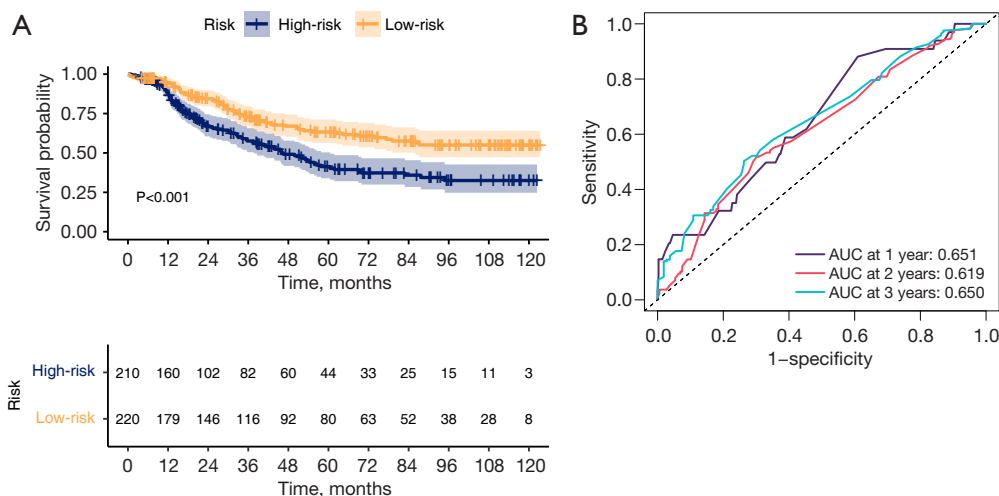 A
Risk High-risk Low-risk
Survival probability
1.00
0.75
0.50
0.25
0.00
P<0.001
0 12 24 36 48 60 72 84 96 108 120
Time, months
Risk
High-risk 210 160 102 82 60 44 33 25 15 11 3
Low-risk 220 179 146 116 92 80 63 52 38 28 8
0 12 24 36 48 60 72 84 96 108 120
Time, months
B
Sensitivity
1.0
0.8
0.6
0.4
0.2
0.0
AUC at 1 year: 0.651
AUC at 2 years: 0.619
AUC at 3 years: 0.650
0.0 0.2 0.4 0.6 0.8 1.0
1−specificity